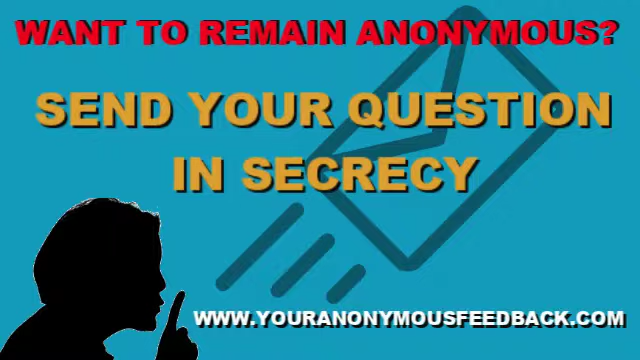 WANT TO REMAIN ANONYMOUS?
SEND YOUR QUESTION
IN SECRECY
WWW.YOURANONYMOUSFEEDBACK.COM